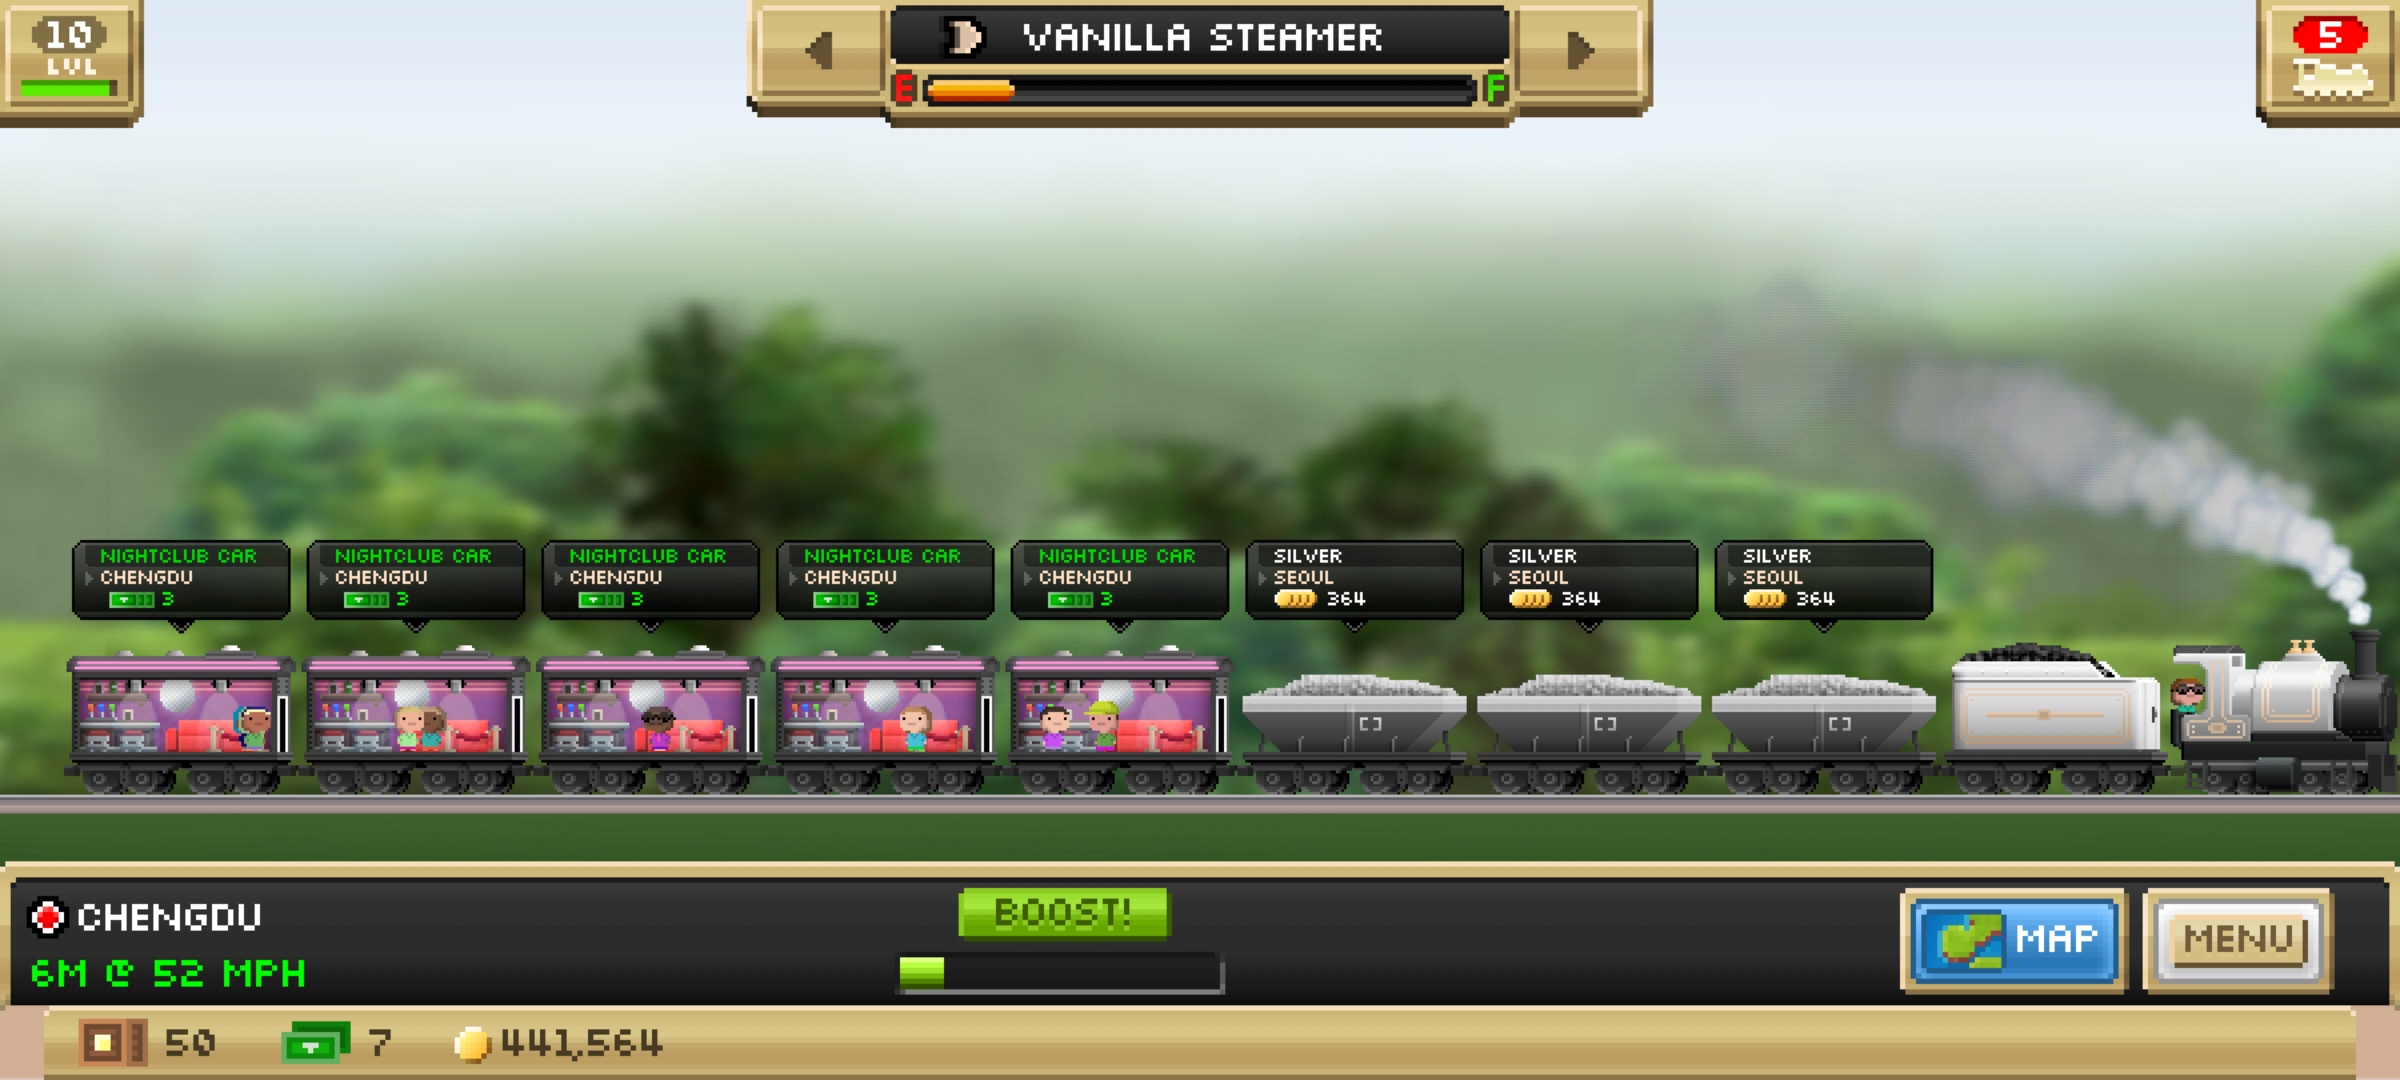 10
LVL
VANILLA STEAMER
E
F
5
NIGHTCLUB CAR
CHENGDU
3
NIGHTCLUB CAR
CHENGDU
3
NIGHTCLUB CAR
CHENGDU
3
NIGHTCLUB CAR
CHENGDU
3
NIGHTCLUB CAR
CHENGDU
3
SILVER
SEOUL
364
SILVER
SEOUL
364
SILVER
SEOUL
364
CHENGDU
6M @ 52 MPH
BOOST!
MAP
MENU
50
7
441,564